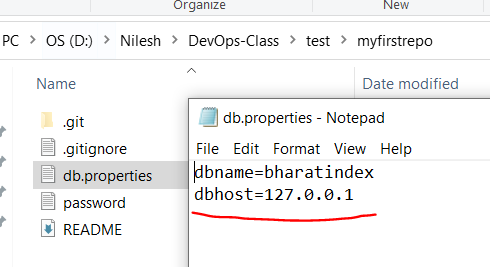 Organize
New
PC > OS (D:) > Nilesh > DevOps-Class > test > myfirstrepo
Name
Date modified
.git
.gitignore
db.properties
password
README
db.properties - Notepad
File Edit Format View Help
dbname=bharatindex
dbhost=127.0.0.1